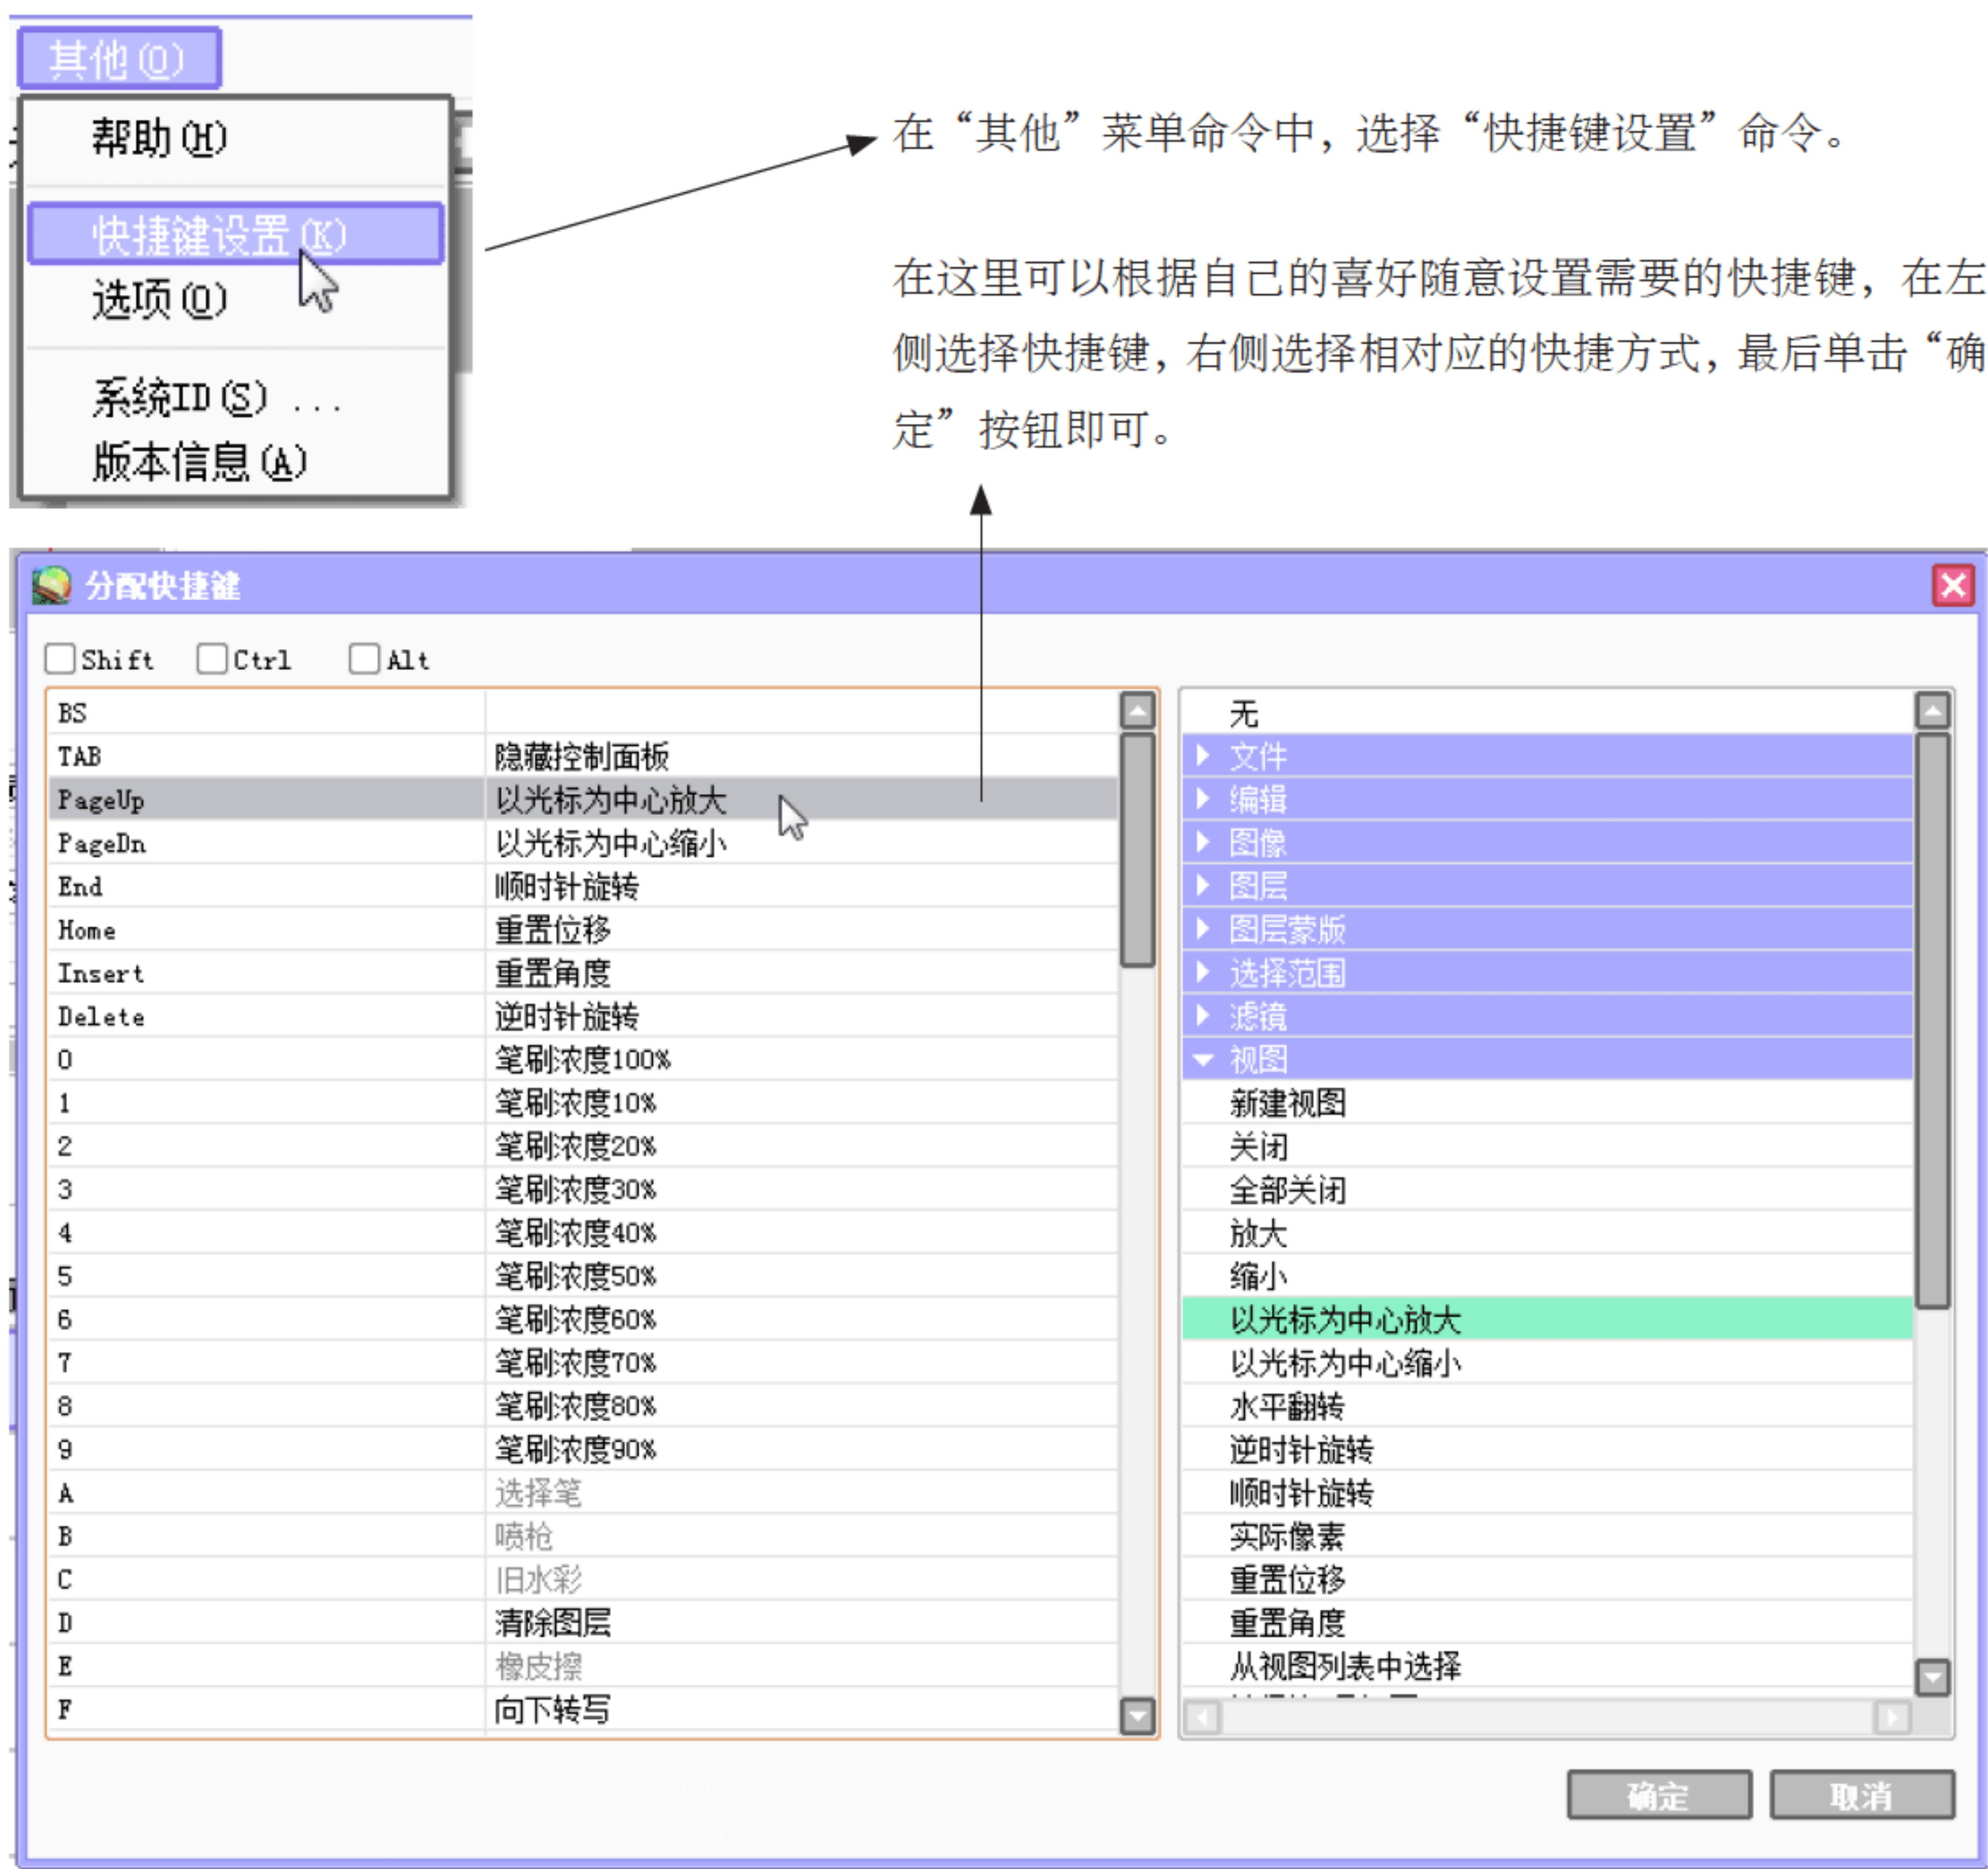 其他(O)
帮助(H)
快捷键设置(K)
选项(O)
系统ID(S) ...
版本信息(A)
在“其他”菜单命令中，选择“快捷键设置”命令。
在这里可以根据自己的喜好随意设置需要的快捷键，在左
侧选择快捷键，右侧选择相对应的快捷方式，最后单击“确
定”按钮即可。
分配快捷键
Shift Ctrl Alt
BS
TAB 隐藏控制面板
PageUp 以光标为中心放大
PageDn 以光标为中心缩小
End 顺时针旋转
Home 重置位移
Insert 重置角度
Delete 逆时针旋转
0 笔刷浓度100%
1 笔刷浓度10%
2 笔刷浓度20%
3 笔刷浓度30%
4 笔刷浓度40%
5 笔刷浓度50%
6 笔刷浓度60%
7 笔刷浓度70%
8 笔刷浓度80%
9 笔刷浓度90%
A 选择笔
B 喷枪
C 旧水彩
D 清除图层
E 橡皮擦
F 向下转写
无
文件
编辑
图像
图层
图层蒙版
选择范围
滤镜
视图
新建视图
关闭
全部关闭
放大
缩小
以光标为中心放大
以光标为中心缩小
水平翻转
逆时针旋转
顺时针旋转
实际像素
重置位移
重置角度
从视图列表中选择
确定 取消